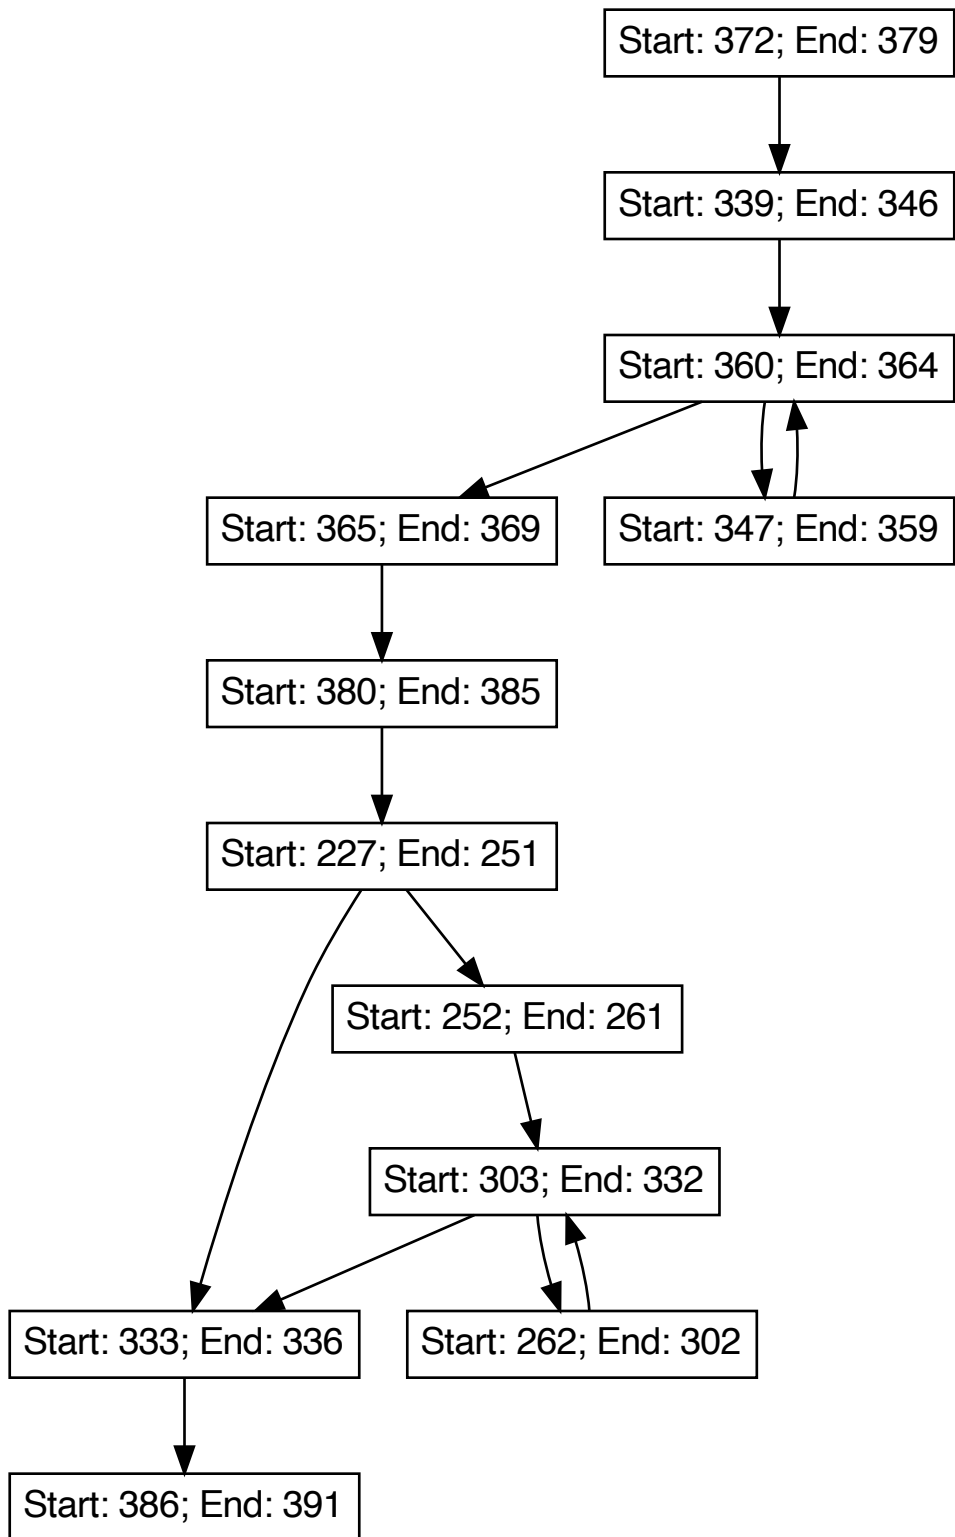 Start: 372; End: 379
Start: 339; End: 346
Start: 360; End: 364
Start: 365; End: 369
Start: 347; End: 359
Start: 380; End: 385
Start: 227; End: 251
Start: 252; End: 261
Start: 303; End: 332
Start: 333; End: 336
Start: 262; End: 302
Start: 386; End: 391